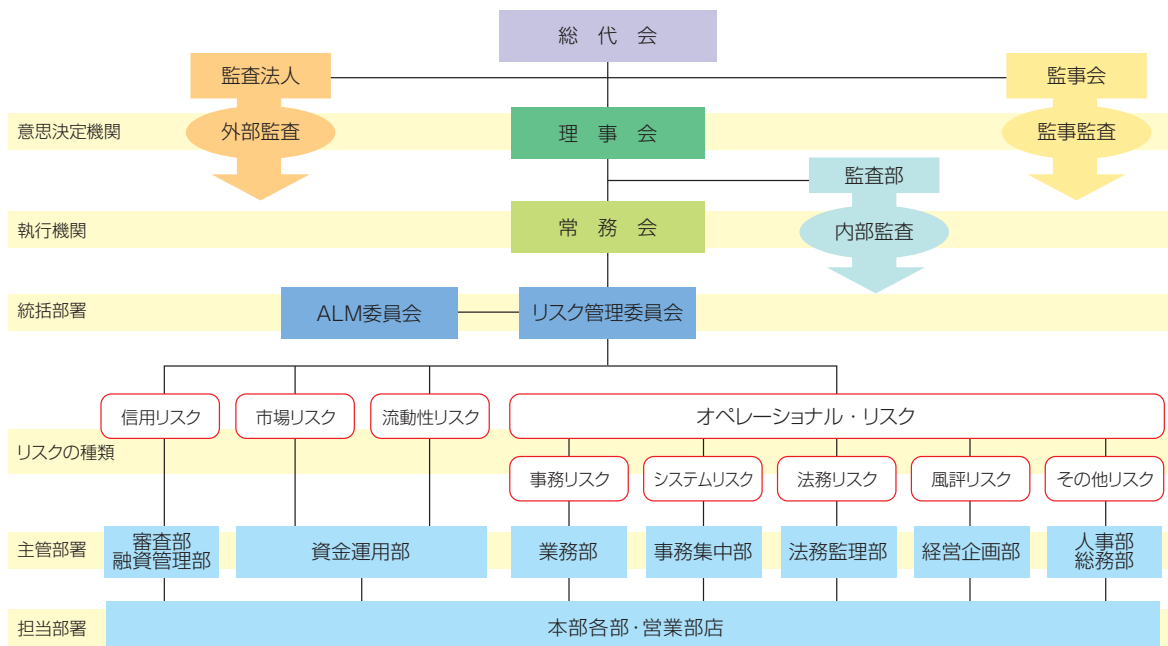 総代会
監査法人
監事会
意思決定機関
外部監査
理事会
監事監査
監査部
執行機関
常務会
内部監査
統括部署
ALM委員会
リスク管理委員会
信用リスク
市場リスク
流動性リスク
オペレーショナル・リスク
リスクの種類
事務リスク
システムリスク
法務リスク
風評リスク
その他リスク
主管部署
審査部
融資管理部
資金運用部
業務部
事務集中部
法務監理部
経営企画部
人事部
総務部
担当部署
本部各部・営業部店